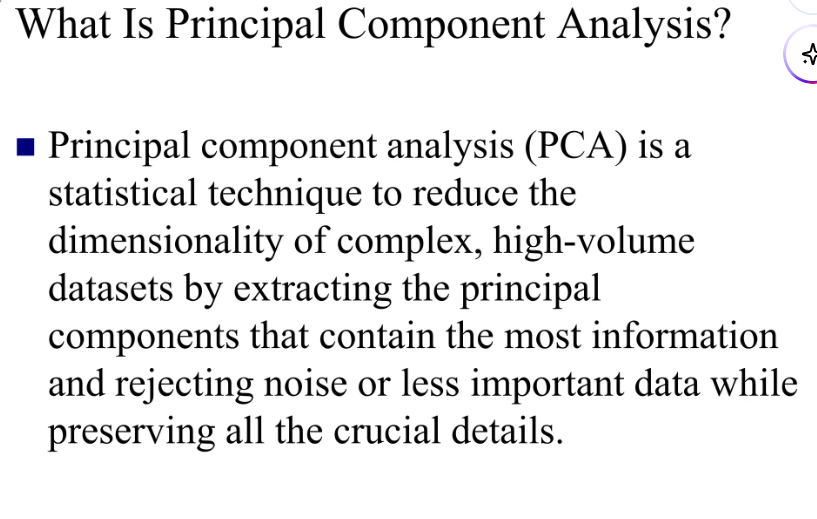 What Is Principal Component Analysis?
Principal component analysis (PCA) is a
statistical technique to reduce the
dimensionality of complex, high-volume
datasets by extracting the principal
components that contain the most information
and rejecting noise or less important data while
preserving all the crucial details.